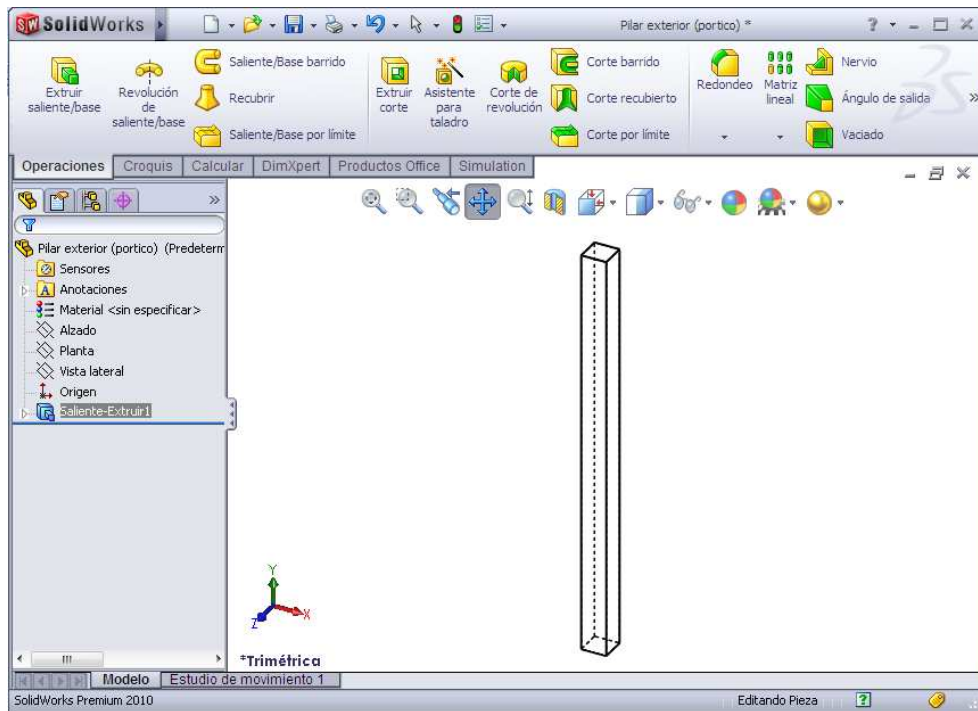 SolidWorks
Pilar exterior (portico) *
Extruir saliente/base
Revolución de saliente/base
Saliente/Base barrido
Recubrir
Saliente/Base por límite
Extruir corte
Asistente para taladro
Corte de revolución
Corte barrido
Corte recubierto
Corte por límite
Redondeo
Matriz lineal
Nervio
Ángulo de salida
Vaciado
Operaciones Croquis Calcular DimXpert Productos Office Simulation
Pilar exterior (portico) (Predeterm
Sensores
Anotaciones
Material <sin especificar>
Alzado
Planta
Vista lateral
Origen
Saliente-Extruir1
Y
X
Z
*Trimétrica
Modelo Estudio de movimiento 1
SolidWorks Premium 2010 Editando Pieza